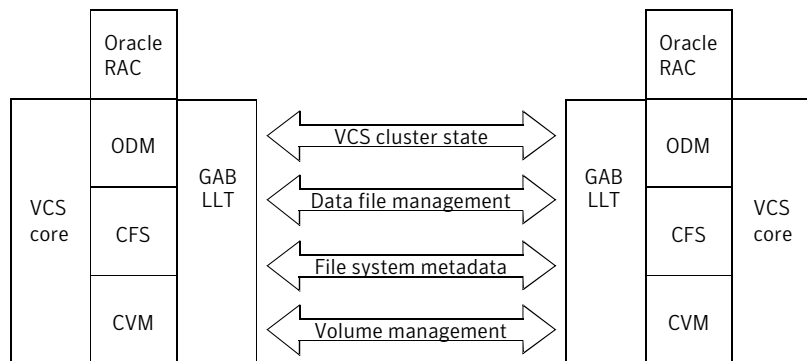 Oracle
RAC
VCS
core
ODM
CFS
CVM
GAB
LLT
VCS cluster state
Data file management
File system metadata
Volume management
Oracle
RAC
GAB
LLT
ODM
CFS
CVM
VCS
core